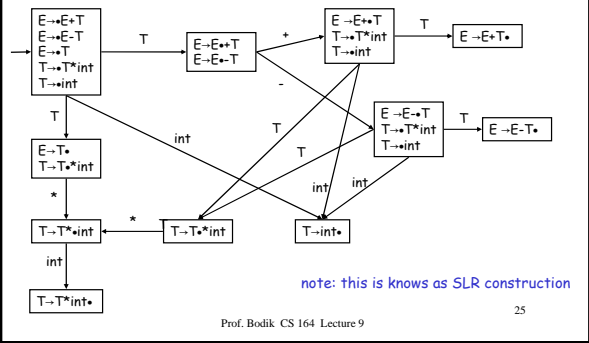 E→•E+T
E→•E-T
E→•T
T→•T*int
T→•int
T
E→E•+T
E→E•-T
+
-
E →E+•T
T→•T*int
T→•int
T
E →E+T•
E →E-•T
T→•T*int
T→•int
T
E →E-T•
T
int
T
T
int
int
E→T•
T→T•*int
*
T→T*•int
*
T→T•*int
T→int•
int
T→T*int•
note: this is knows as SLR construction
25
Prof. Bodik CS 164 Lecture 9